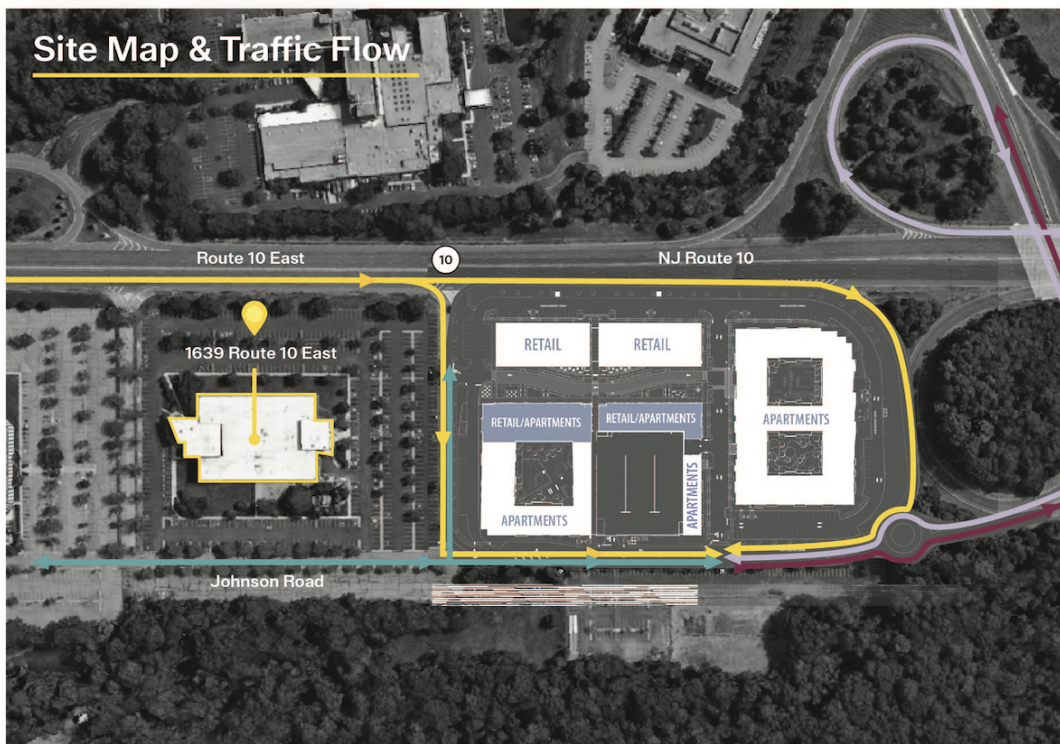 Site Map & Traffic Flow
Route 10 East
10
NJ Route 10
1639 Route 10 East
RETAIL
RETAIL
RETAIL/APARTMENTS
RETAIL/APARTMENTS
APARTMENTS
APARTMENTS
APARTMENTS
Johnson Road